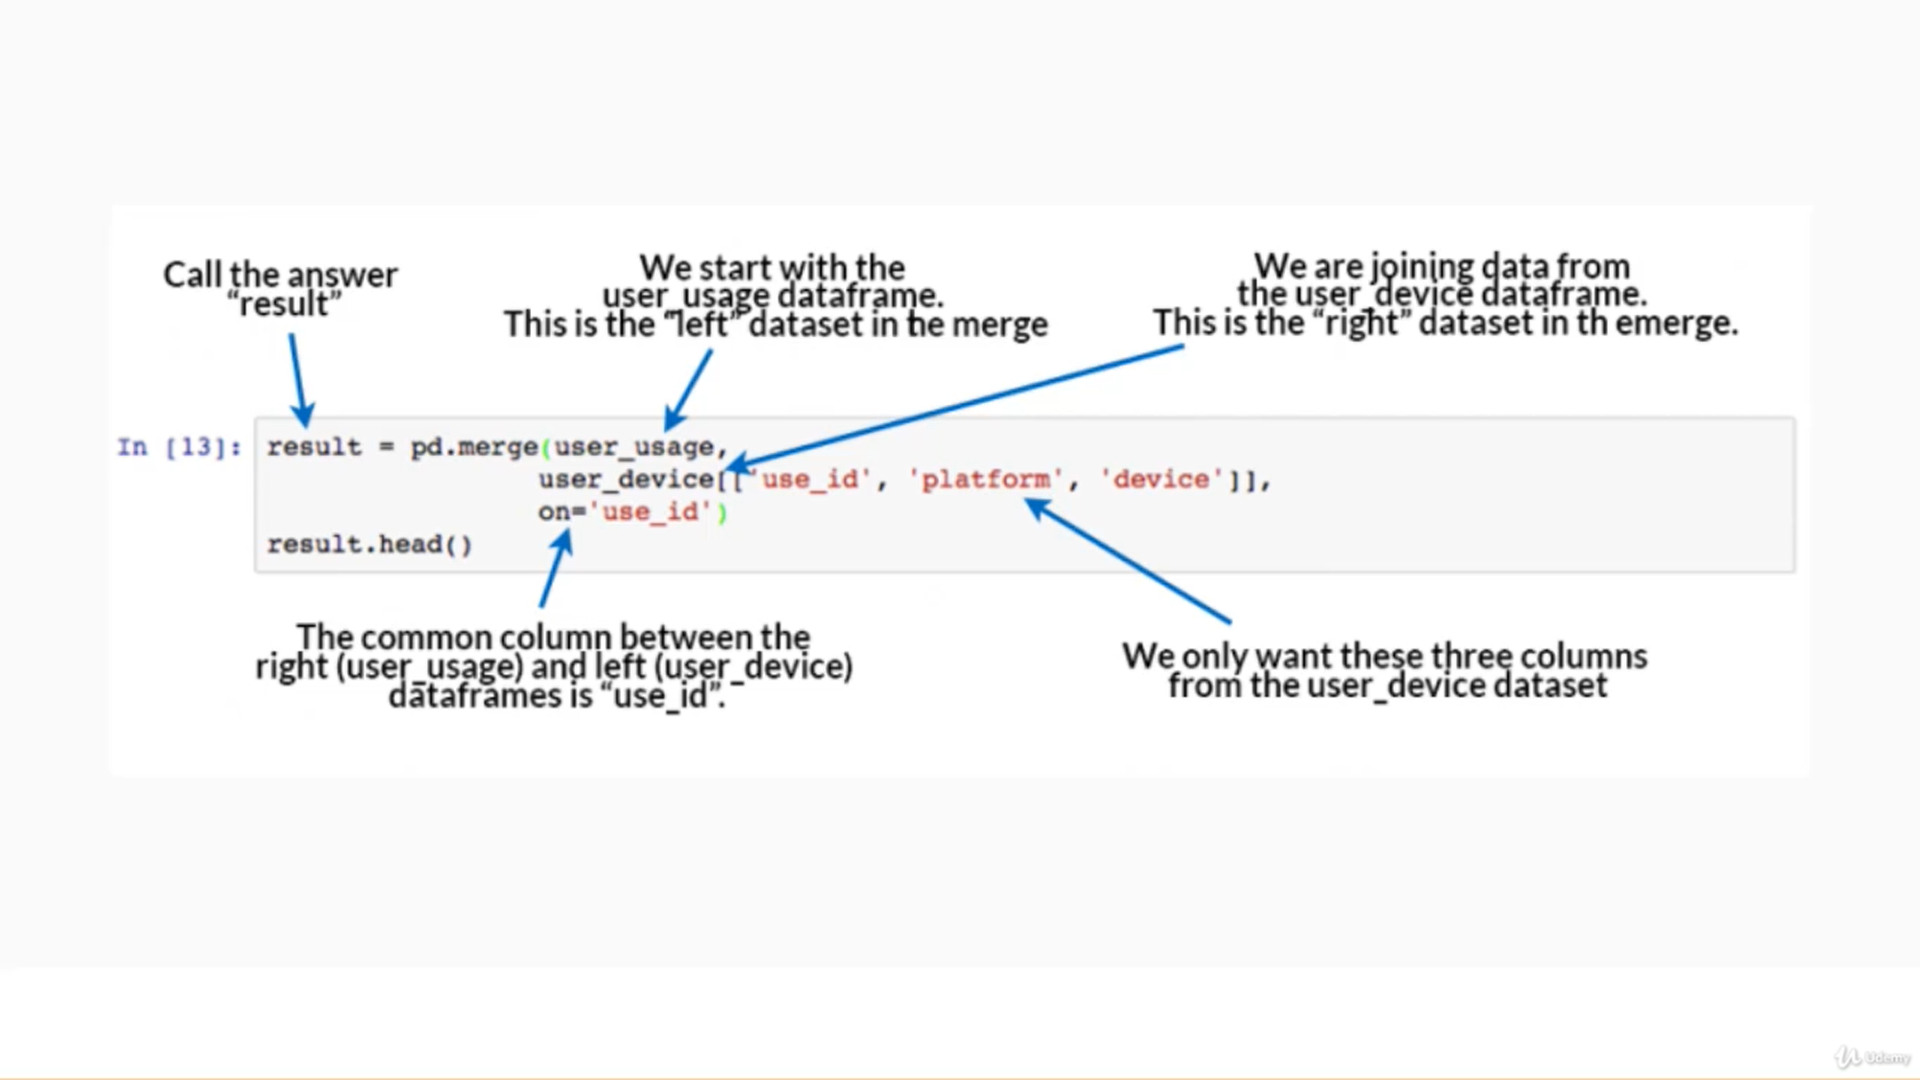 Call the answer
“result”
We start with the
user_usage dataframe.
This is the “left” dataset in he merge
We are joining data from
the user_device dataframe.
This is the “right” dataset in th emerge.
In [13]:
result = pd.merge(user_usage,
user_device[['use_id', 'platform', 'device']],
on='use_id')
result.head()
The common column between the
right (user_usage) and left (user_device)
dataframes is “use_id”.
We only want these three columns
from the user_device dataset
Udemy